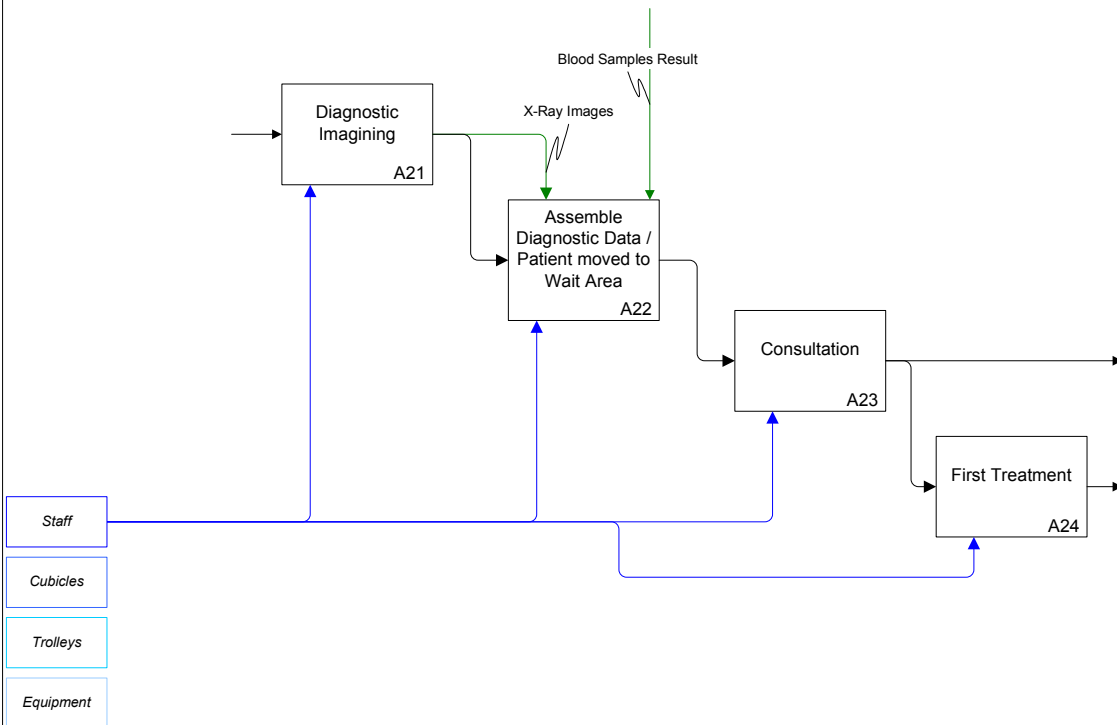 Blood Samples Result
X-Ray Images
Diagnostic
Imagining
A21
Assemble
Diagnostic Data /
Patient moved to
Wait Area
A22
Consultation
A23
First Treatment
A24
Staff
Cubicles
Trolleys
Equipment